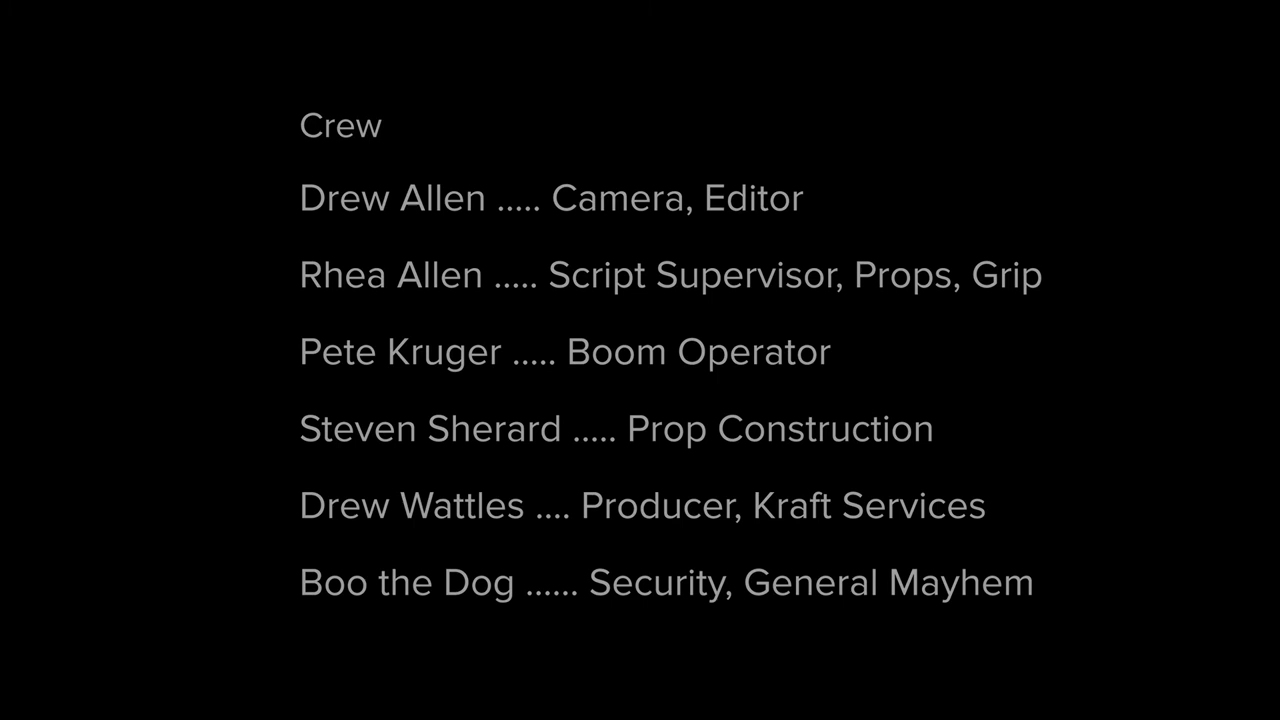 Crew
Drew Allen ..... Camera, Editor
Rhea Allen ..... Script Supervisor, Props, Grip
Pete Kruger ..... Boom Operator
Steven Sherard ..... Prop Construction
Drew Wattles .... Producer, Kraft Services
Boo the Dog ...... Security, General Mayhem